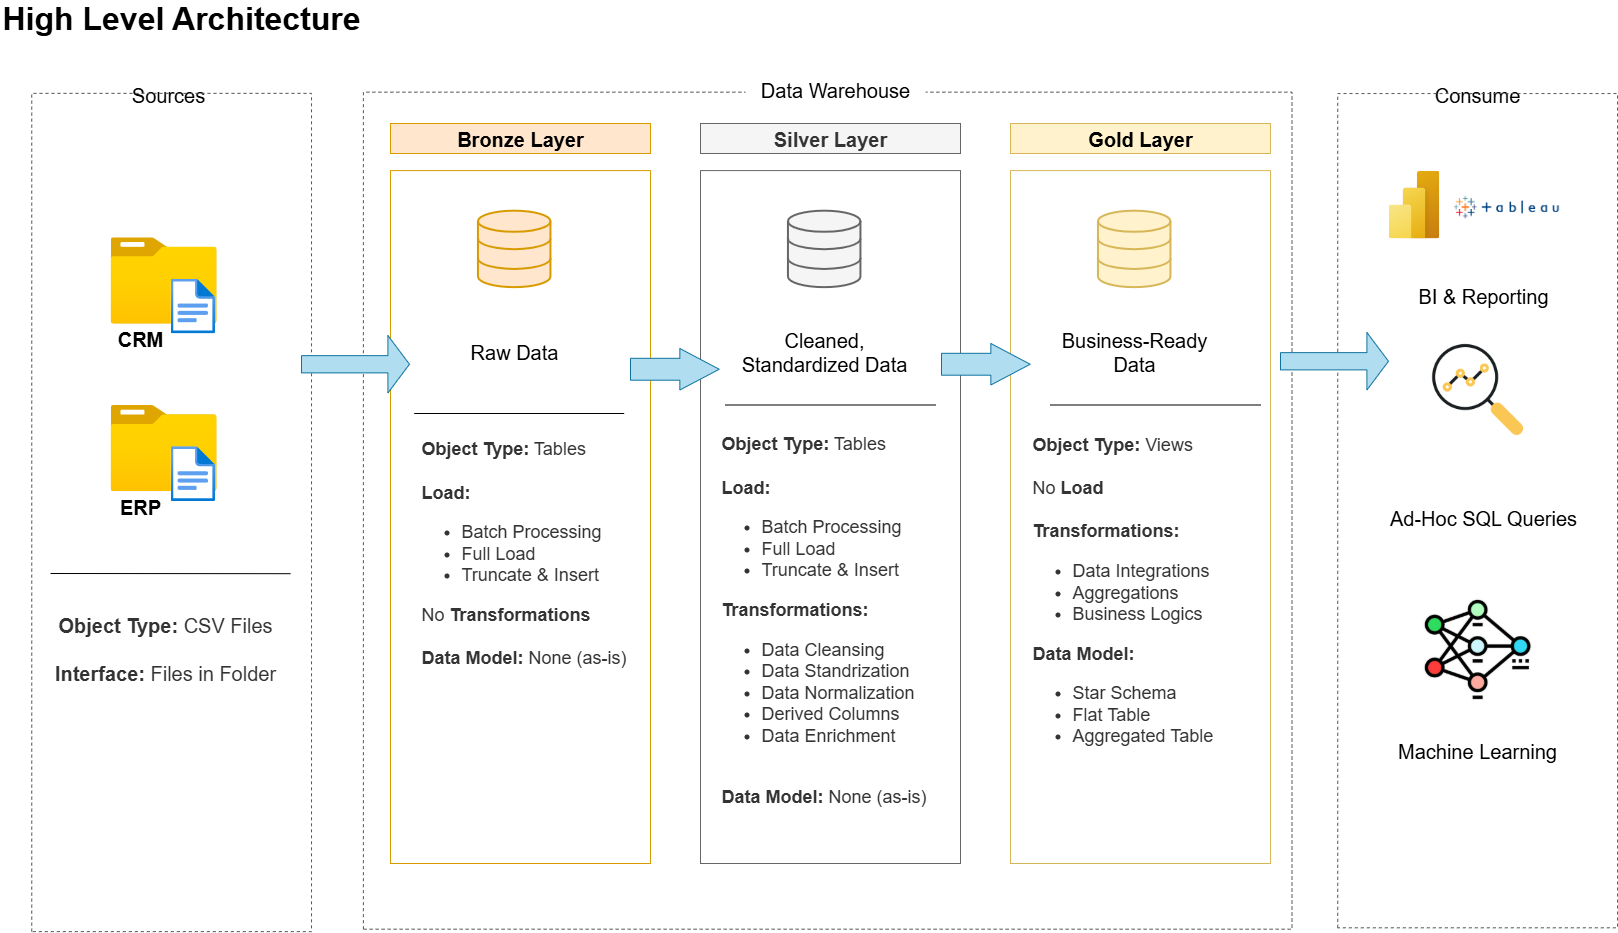 High Level Architecture
Sources
CRM
ERP
Object Type: CSV Files
Interface: Files in Folder
Data Warehouse
Bronze Layer
Raw Data
Object Type: Tables
Load:
• Batch Processing
• Full Load
• Truncate & Insert
No Transformations
Data Model: None (as-is)
Silver Layer
Cleaned,
Standardized Data
Object Type: Tables
Load:
• Batch Processing
• Full Load
• Truncate & Insert
Transformations:
• Data Cleansing
• Data Standrization
• Data Normalization
• Derived Columns
• Data Enrichment
Data Model: None (as-is)
Gold Layer
Business-Ready
Data
Object Type: Views
No Load
Transformations:
• Data Integrations
• Aggregations
• Business Logics
Data Model:
• Star Schema
• Flat Table
• Aggregated Table
Consume
+ableau
BI & Reporting
Ad-Hoc SQL Queries
Machine Learning